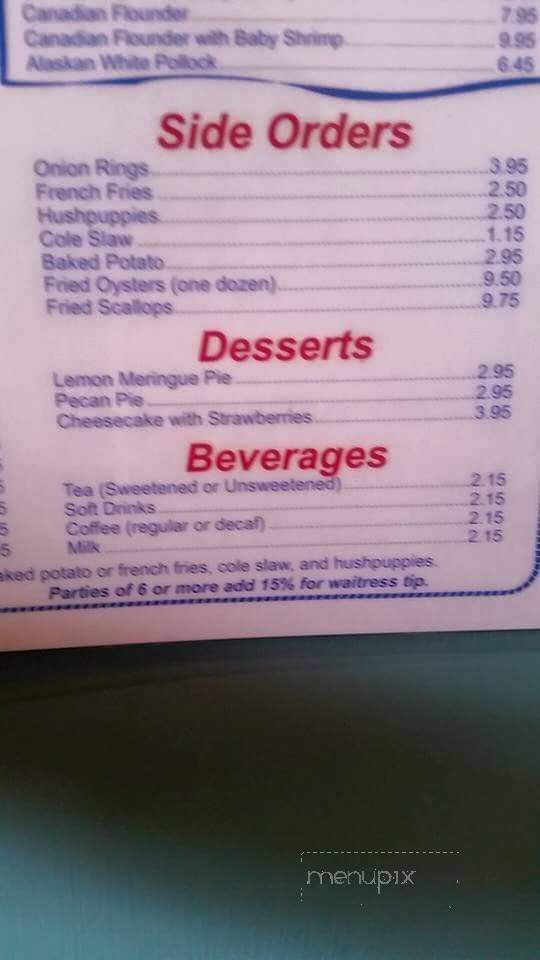 Canadian Flounder 7.95
Canadian Flounder with Baby Shrimp 9.95
Alaskan White Pollock 6.45
Side Orders
Onion Rings 3.95
French Fries 2.50
Hushpuppies 2.50
Cole Slaw 1.15
Baked Potato 2.95
Fried Oysters (one dozen) 9.50
Fried Scallops 9.75
Desserts
Lemon Meringue Pie 2.95
Pecan Pie 2.95
Cheesecake with Strawberries 3.95
Beverages
Tea (Sweetened or Unsweetened) 2.15
Soft Drinks 2.15
Coffee (regular or decaf) 2.15
Milk 2.15
aked potato or french fries, cole slaw, and hushpuppies.
Parties of 6 or more add 15% for waitress tip.
menupix